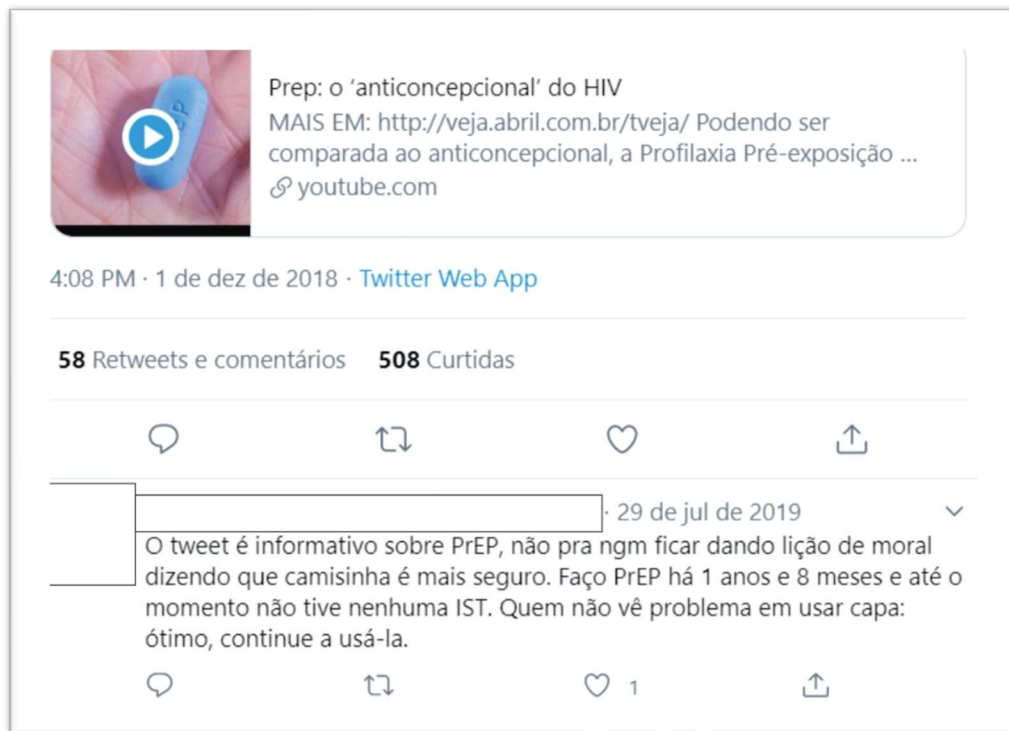 Prep: o 'anticoncepcional' do HIV
MAIS EM: http://veja.abril.com.br/tveja/ Podendo ser
comparada ao anticoncepcional, a Profilaxia Pré-exposição ...
youtube.com
4:08 PM · 1 de dez de 2018 · Twitter Web App
58 Retweets e comentários 508 Curtidas
· 29 de jul de 2019
O tweet é informativo sobre PrEP, não pra ngm ficar dando lição de moral
dizendo que camisinha é mais seguro. Faço PrEP há 1 anos e 8 meses e até o
momento não tive nenhuma IST. Quem não vê problema em usar capa:
ótimo, continue a usá-la.
1